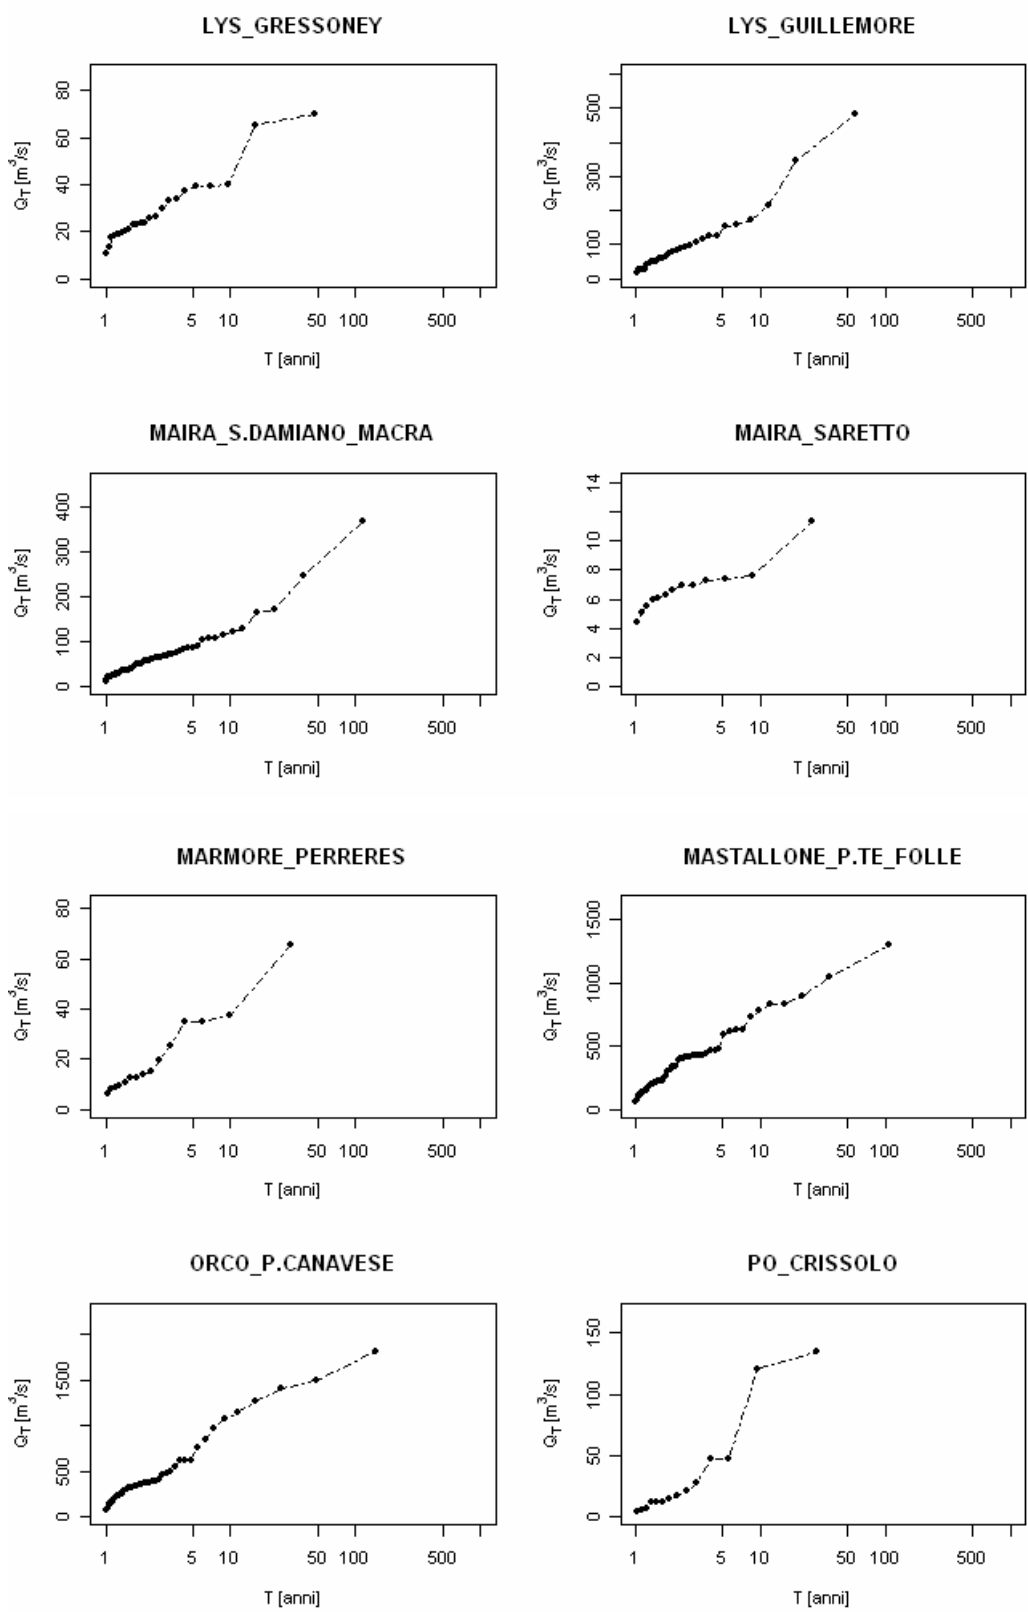 LYS_GRESSONEY
Q_T [m³/s]
80
60
40
20
0
1 5 10 50 100 500
T [anni]
LYS_GUILLEMORE
Q_T [m³/s]
500
300
100
0
1 5 10 50 100 500
T [anni]
MAIRA_S.DAMIANO_MACRA
Q_T [m³/s]
400
300
200
100
0
1 5 10 50 100 500
T [anni]
MAIRA_SARETTO
Q_T [m³/s]
14
10
8
6
4
2
0
1 5 10 50 100 500
T [anni]
MARMORE_PERRERES
Q_T [m³/s]
80
60
40
20
0
1 5 10 50 100 500
T [anni]
MASTALLONE_P.TE_FOLLE
Q_T [m³/s]
1500
1000
500
0
1 5 10 50 100 500
T [anni]
ORCO_P.CANAVESE
Q_T [m³/s]
1500
500
0
1 5 10 50 100 500
T [anni]
PO_CRISSOLO
Q_T [m³/s]
150
100
50
0
1 5 10 50 100 500
T [anni]